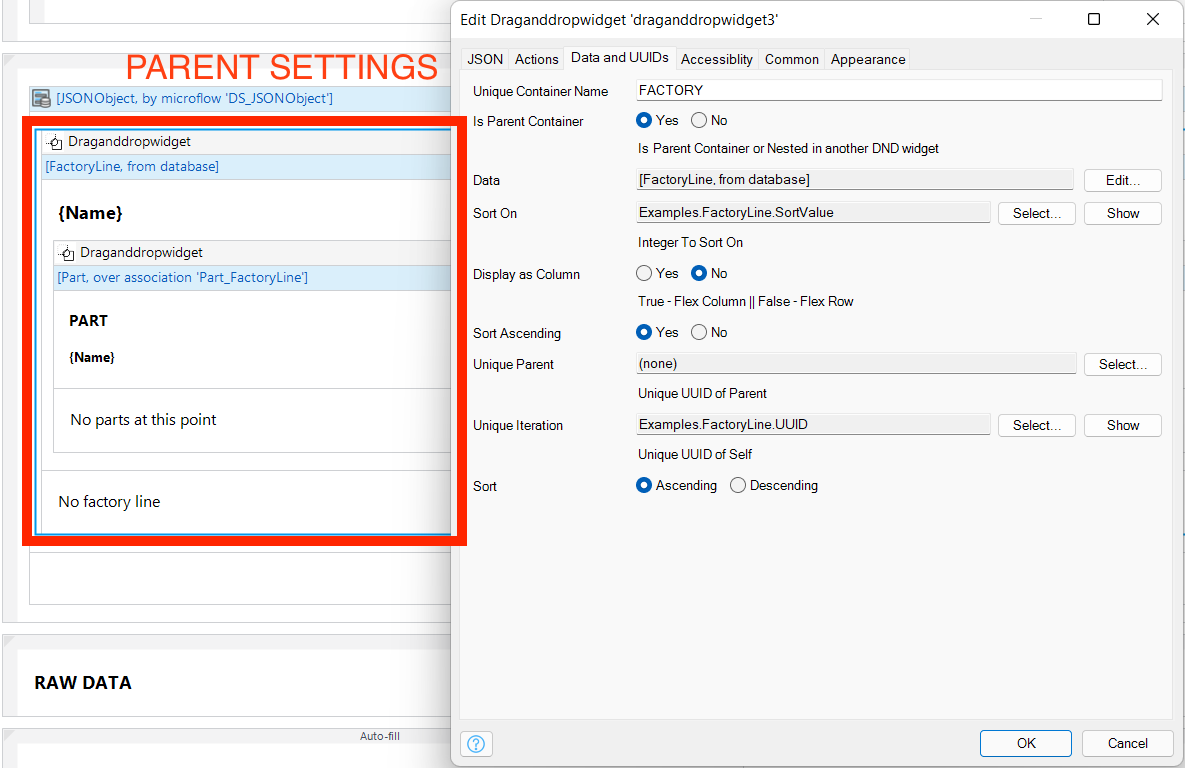 PARENT SETTINGS
[JSONObject, by microflow 'DS_JSONObject']
Draganddropwidget
[FactoryLine, from database]
{Name}
Draganddropwidget
[Part, over association 'Part_FactoryLine']
PART
{Name}
No parts at this point
No factory line
RAW DATA
Auto-fill
Edit Draganddropwidget 'draganddropwidget3'
JSON Actions Data and UUIDs Accessiblity Common Appearance
Unique Container Name FACTORY
Is Parent Container Yes No
Is Parent Container or Nested in another DND widget
Data [FactoryLine, from database] Edit...
Sort On Examples.FactoryLine.SortValue Select... Show
Integer To Sort On
Display as Column Yes No
True - Flex Column || False - Flex Row
Sort Ascending Yes No
Unique Parent (none) Select...
Unique UUID of Parent
Unique Iteration Examples.FactoryLine.UUID Select... Show
Unique UUID of Self
Sort Ascending Descending
? OK Cancel